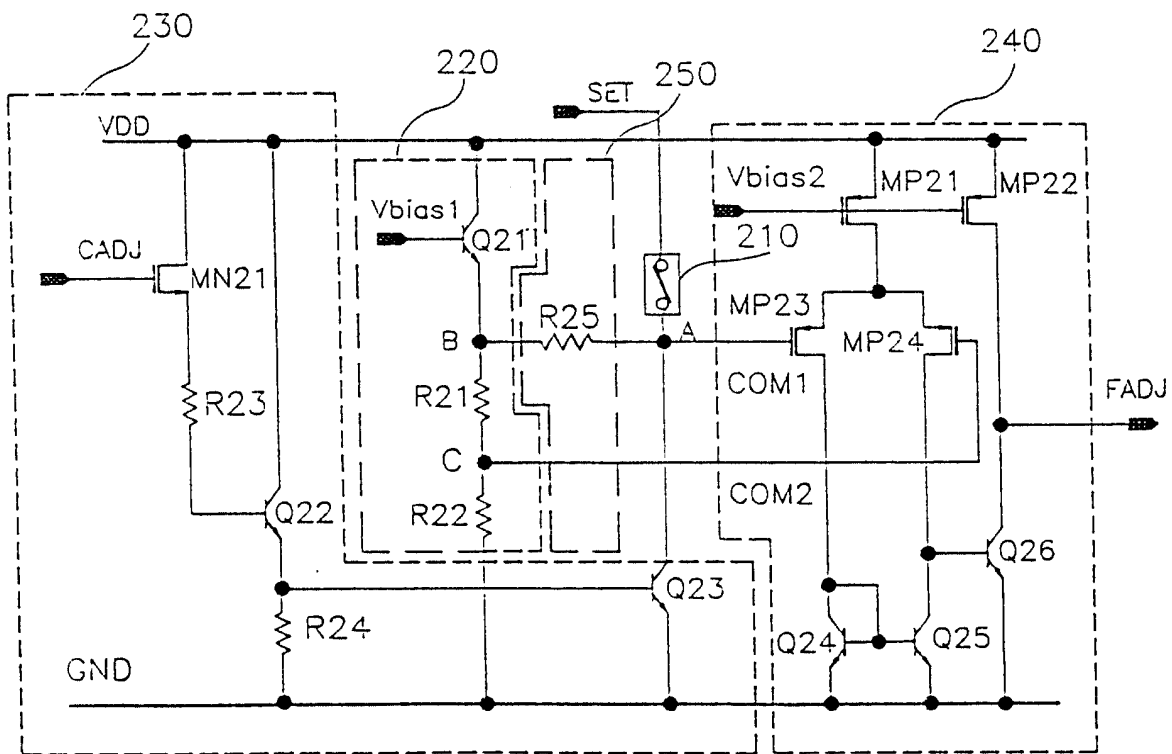 230
220
250
240
SET
VDD
Vbias2
MP21
MP22
Vbias1
Q21
210
CADJ
MN21
MP23
B
R25
A
MP24
R21
COM1
R23
FADJ
C
COM2
Q22
R22
Q26
R24
Q23
Q24
Q25
GND